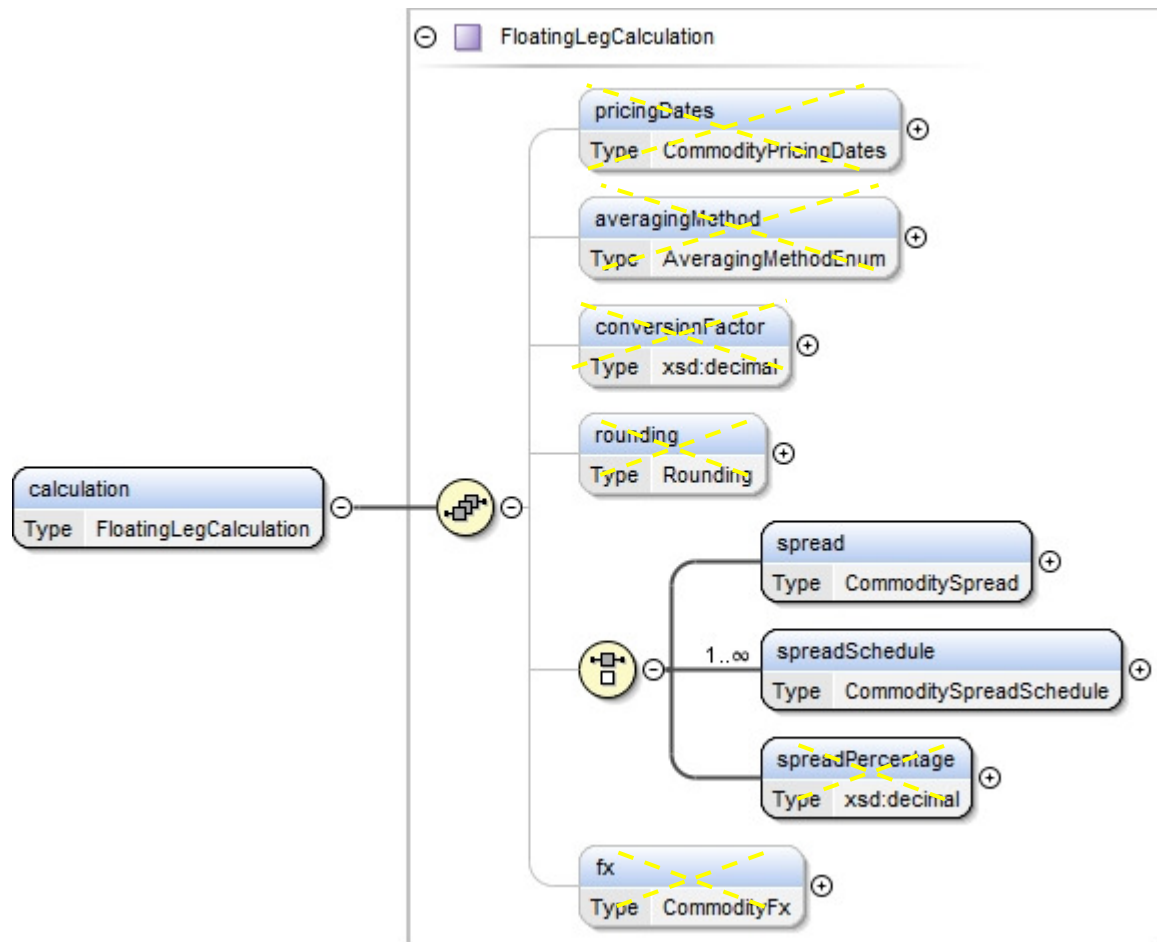 FloatingLegCalculation
pricingDates
Type CommodityPricingDates
averagingMethod
Type AveragingMethodEnum
conversionFactor
Type xsd:decimal
rounding
Type Rounding
calculation
Type FloatingLegCalculation
spread
Type CommoditySpread
1..∞
spreadSchedule
Type CommoditySpreadSchedule
spreadPercentage
Type xsd:decimal
fx
Type CommodityFx